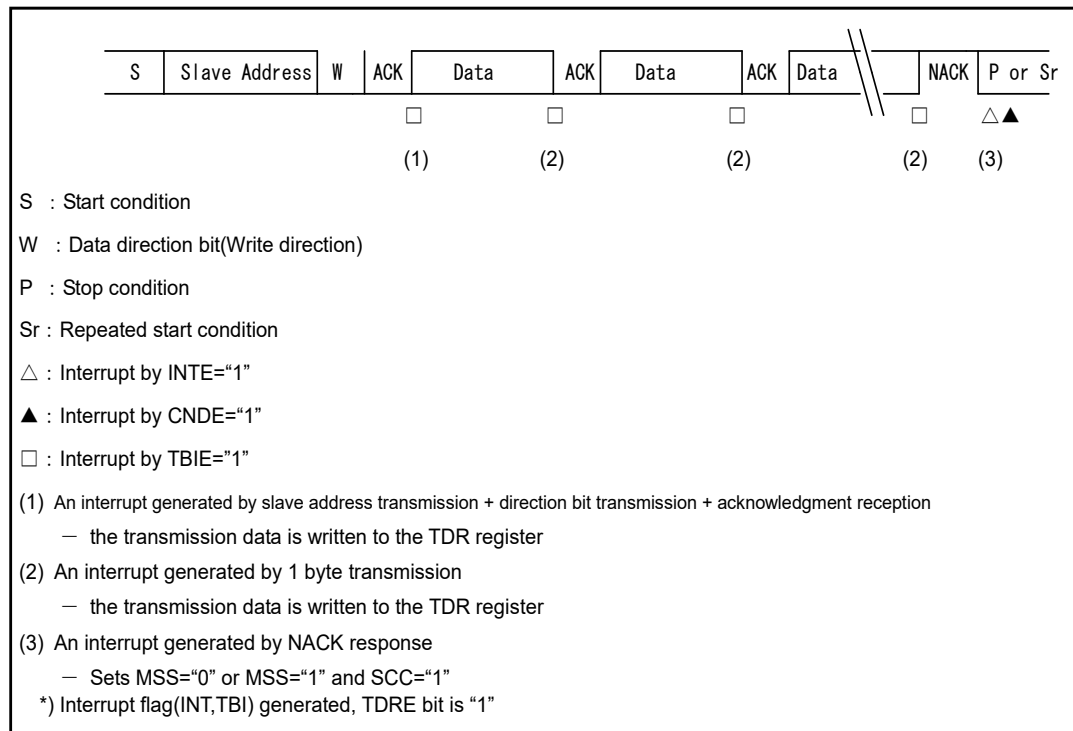 S Slave Address W ACK Data ACK Data ACK Data NACK P or Sr
□ □ □ □ △▲
(1) (2) (2) (2) (3)
S : Start condition
W : Data direction bit(Write direction)
P : Stop condition
Sr : Repeated start condition
△ : Interrupt by INTE=“1”
▲ : Interrupt by CNDE=“1”
□ : Interrupt by TBIE=”1”
(1) An interrupt generated by slave address transmission + direction bit transmission + acknowledgment reception
— the transmission data is written to the TDR register
(2) An interrupt generated by 1 byte transmission
— the transmission data is written to the TDR register
(3) An interrupt generated by NACK response
— Sets MSS=“0” or MSS=“1” and SCC=“1”
*) Interrupt flag(INT,TBI) generated, TDRE bit is “1”